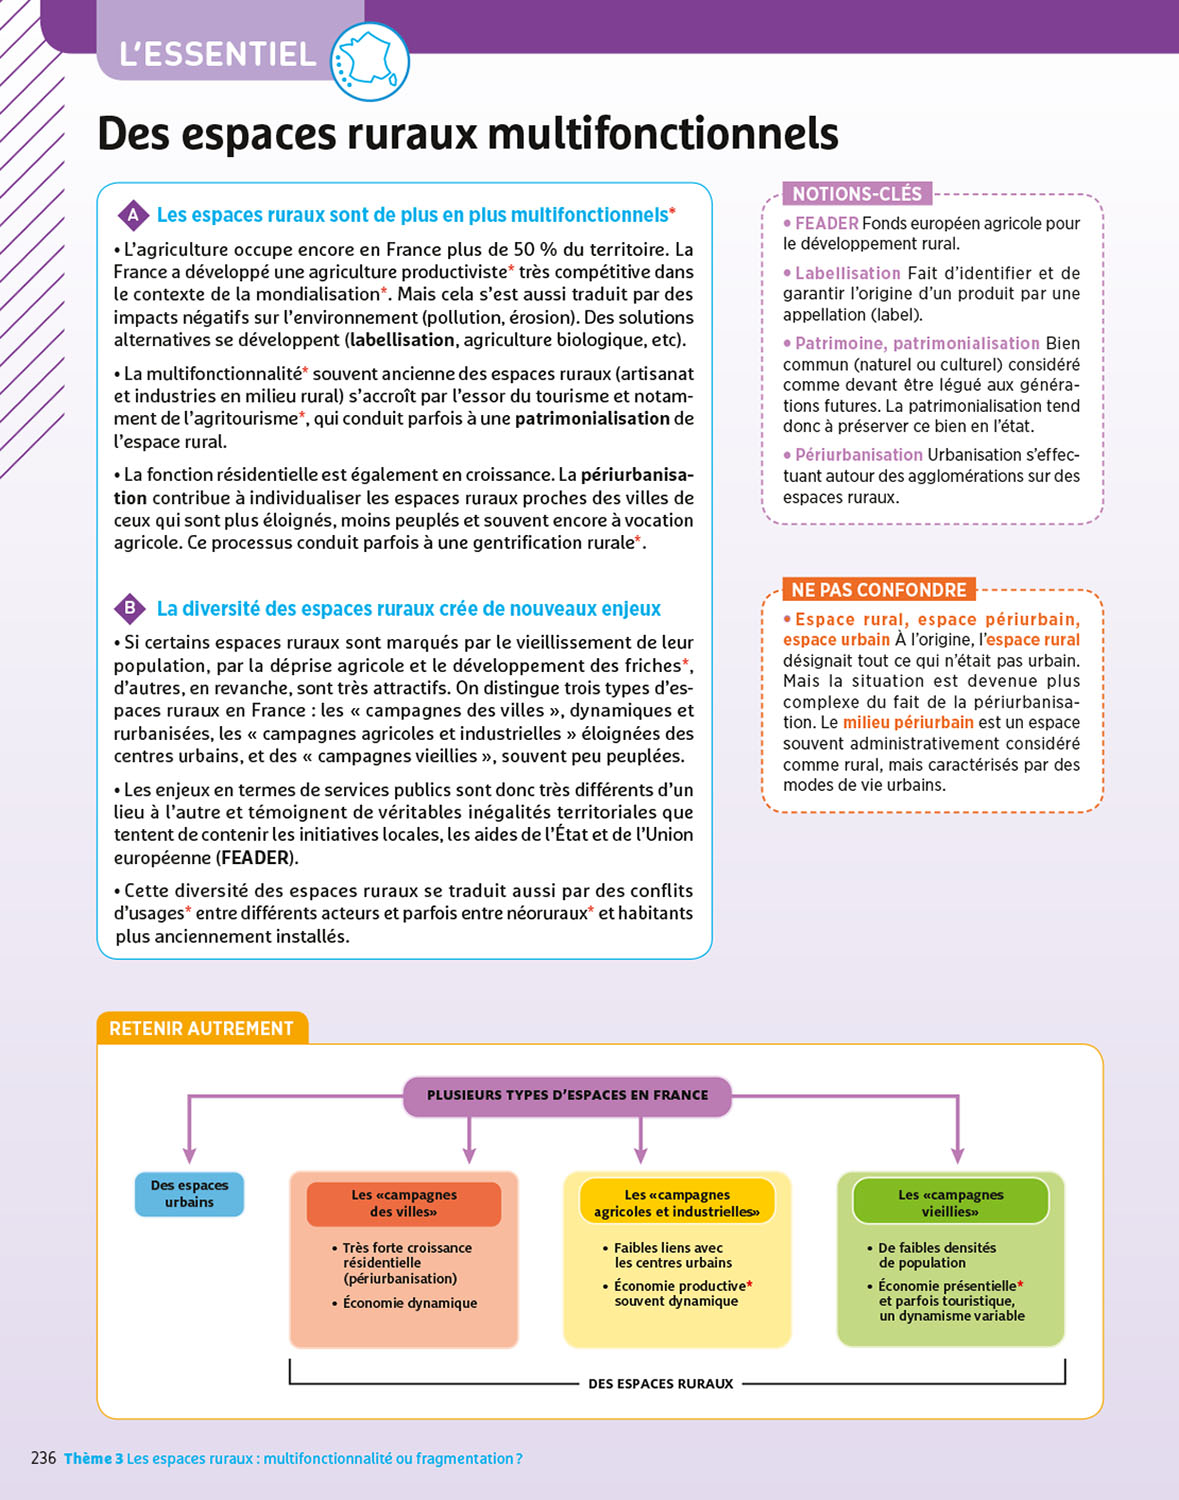 L'ESSENTIEL
Des espaces ruraux multifonctionnels
A Les espaces ruraux sont de plus en plus multifonctionnels*
• L'agriculture occupe encore en France plus de 50 % du territoire. La
France a développé une agriculture productiviste* très compétitive dans
le contexte de la mondialisation*. Mais cela s'est aussi traduit par des
impacts négatifs sur l'environnement (pollution, érosion). Des solutions
alternatives se développent (labellisation, agriculture biologique, etc).
• La multifonctionnalité* souvent ancienne des espaces ruraux (artisanat
et industries en milieu rural) s'accroît par l'essor du tourisme et notam-
ment de l'agritourisme*, qui conduit parfois à une patrimonialisation de
l'espace rural.
• La fonction résidentielle est également en croissance. La périurbanisa-
tion contribue à individualiser les espaces ruraux proches des villes de
ceux qui sont plus éloignés, moins peuplés et souvent encore à vocation
agricole. Ce processus conduit parfois à une gentrification rurale*.
B La diversité des espaces ruraux crée de nouveaux enjeux
• Si certains espaces ruraux sont marqués par le vieillissement de leur
population, par la déprise agricole et le développement des friches*,
d'autres, en revanche, sont très attractifs. On distingue trois types d'es-
paces ruraux en France : les « campagnes des villes », dynamiques et
rurbanisées, les « campagnes agricoles et industrielles » éloignées des
centres urbains, et des « campagnes vieillies », souvent peu peuplées.
• Les enjeux en termes de services publics sont donc très différents d'un
lieu à l'autre et témoignent de véritables inégalités territoriales que
tentent de contenir les initiatives locales, les aides de l'État et de l'Union
européenne (FEADER).
• Cette diversité des espaces ruraux se traduit aussi par des conflits
d'usages* entre différents acteurs et parfois entre néoruraux* et habitants
plus anciennement installés.
NOTIONS-CLÉS
• FEADER Fonds européen agricole pour
le développement rural.
• Labellisation Fait d'identifier et de
garantir l'origine d'un produit par une
appellation (label).
• Patrimoine, patrimonialisation Bien
commun (naturel ou culturel) considéré
comme devant être légué aux généra-
tions futures. La patrimonialisation tend
donc à préserver ce bien en l'état.
• Périurbanisation Urbanisation s'effec-
tuant autour des agglomérations sur des
espaces ruraux.
NE PAS CONFONDRE
• Espace rural, espace périurbain,
espace urbain À l'origine, l'espace rural
désignait tout ce qui n'était pas urbain.
Mais la situation est devenue plus
complexe du fait de la périurbanisa-
tion. Le milieu périurbain est un espace
souvent administrativement considéré
comme rural, mais caractérisés par des
modes de vie urbains.
RETENIR AUTREMENT
PLUSIEURS TYPES D'ESPACES EN FRANCE
Des espaces
urbains
Les «campagnes
des villes»
• Très forte croissance
résidentielle
(périurbanisation)
• Économie dynamique
Les «campagnes
agricoles et industrielles»
• Faibles liens avec
les centres urbains
• Économie productive*
souvent dynamique
Les «campagnes
vieillies»
• De faibles densités
de population
• Économie présentielle*
et parfois touristique,
un dynamisme variable
DES ESPACES RURAUX
236 Thème 3 Les espaces ruraux : multifonctionnalité ou fragmentation ?